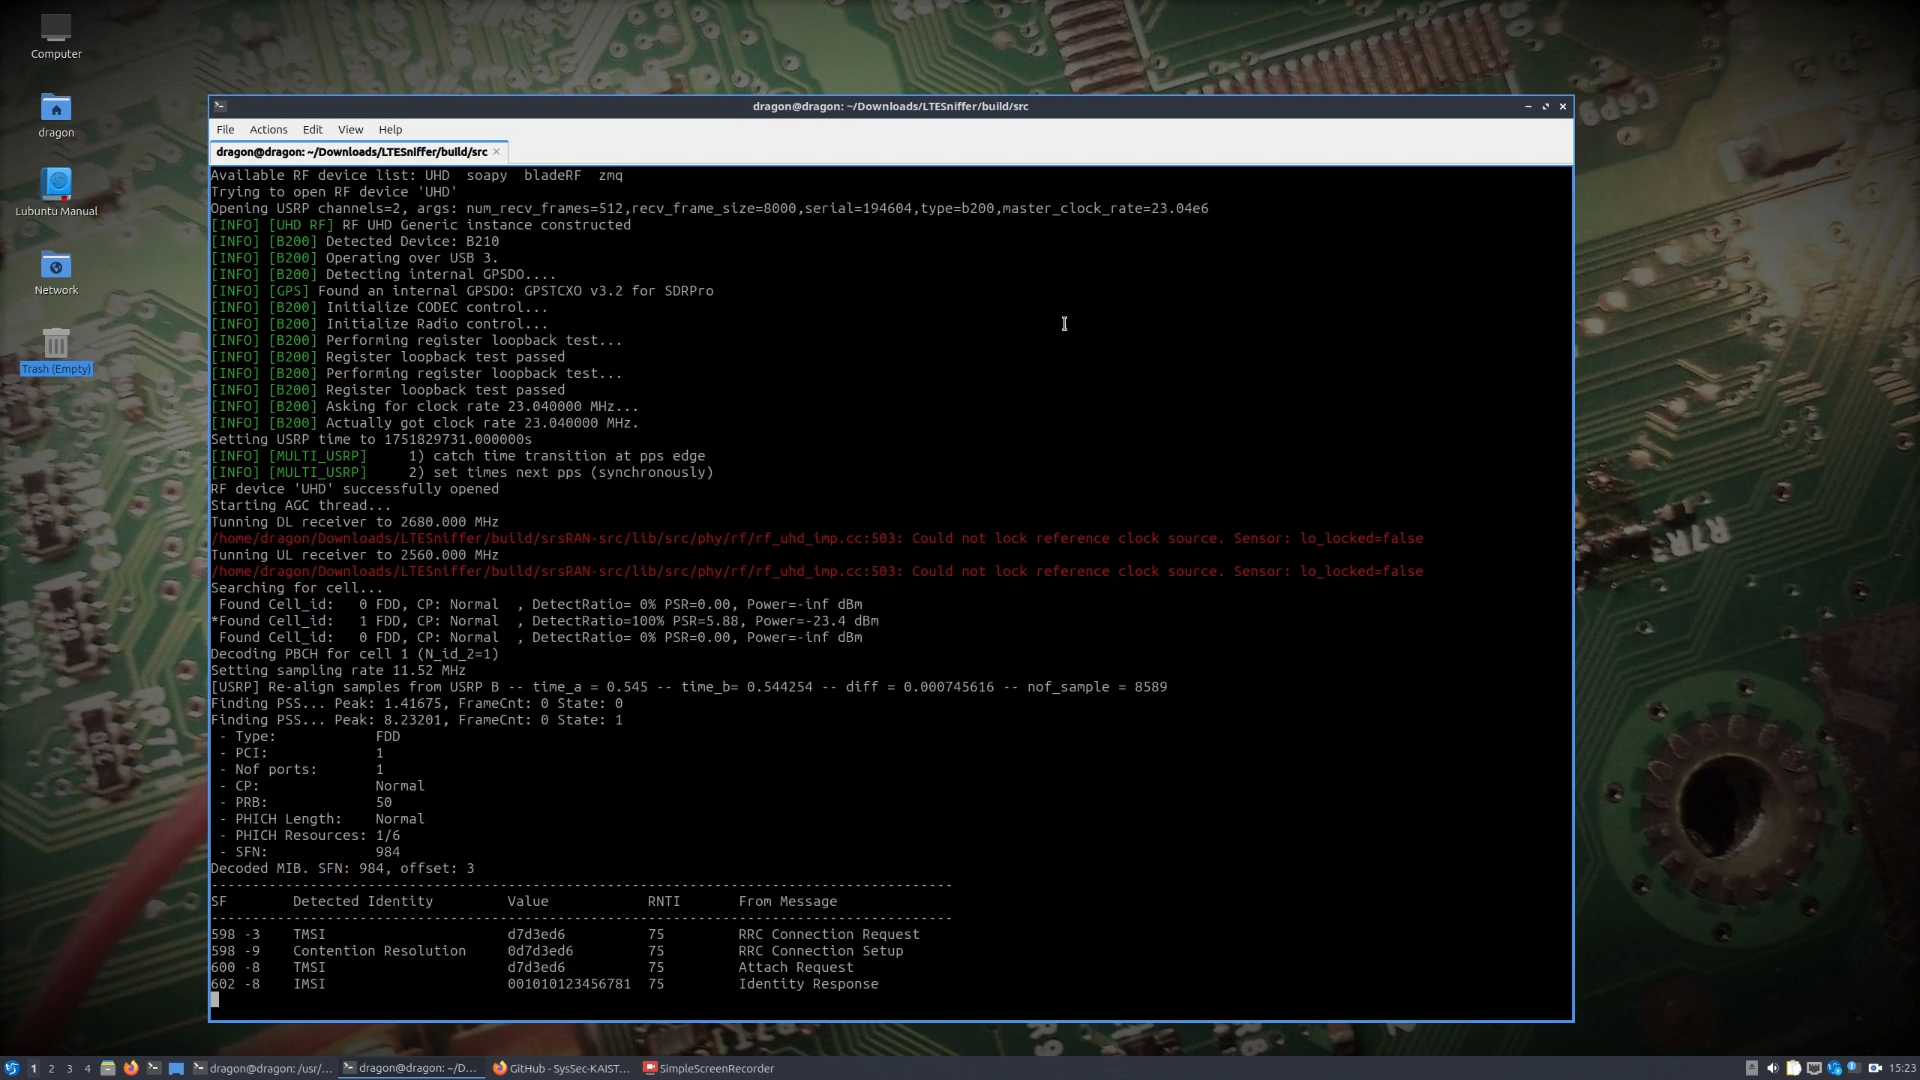 Computer
dragon
Lubuntu Manual
Network
Trash (Empty)
dragon@dragon: ~/Downloads/LTESniffer/build/src
File Actions Edit View Help
dragon@dragon: ~/Downloads/LTESniffer/build/src
Available RF device list: UHD  soapy  bladeRF  zmq
Trying to open RF device 'UHD'
Opening USRP channels=2, args: num_recv_frames=512,recv_frame_size=8000,serial=194604,type=b200,master_clock_rate=23.04e6
[INFO] [UHD RF] RF UHD Generic instance constructed
[INFO] [B200] Detected Device: B210
[INFO] [B200] Operating over USB 3.
[INFO] [B200] Detecting internal GPSDO....
[INFO] [GPS] Found an internal GPSDO: GPSTCXO v3.2 for SDRPro
[INFO] [B200] Initialize CODEC control...
[INFO] [B200] Initialize Radio control...
[INFO] [B200] Performing register loopback test...
[INFO] [B200] Register loopback test passed
[INFO] [B200] Performing register loopback test...
[INFO] [B200] Register loopback test passed
[INFO] [B200] Asking for clock rate 23.040000 MHz...
[INFO] [B200] Actually got clock rate 23.040000 MHz.
Setting USRP time to 1751829731.000000s
[INFO] [MULTI_USRP]     1) catch time transition at pps edge
[INFO] [MULTI_USRP]     2) set times next pps (synchronously)
RF device 'UHD' successfully opened
Starting AGC thread...
Tunning DL receiver to 2680.000 MHz
/home/dragon/Downloads/LTESniffer/build/srsRAN-src/lib/src/phy/rf/rf_uhd_imp.cc:503: Could not lock reference clock source. Sensor: lo_locked=false
Tunning UL receiver to 2560.000 MHz
/home/dragon/Downloads/LTESniffer/build/srsRAN-src/lib/src/phy/rf/rf_uhd_imp.cc:503: Could not lock reference clock source. Sensor: lo_locked=false
Searching for cell...
Found Cell_id:   0 FDD, CP: Normal  , DetectRatio= 0% PSR=0.00, Power=-inf dBm
*Found Cell_id:   1 FDD, CP: Normal  , DetectRatio=100% PSR=5.88, Power=-23.4 dBm
Found Cell_id:   0 FDD, CP: Normal  , DetectRatio= 0% PSR=0.00, Power=-inf dBm
Decoding PBCH for cell 1 (N_id_2=1)
Setting sampling rate 11.52 MHz
[USRP] Re-align samples from USRP B -- time_a = 0.545 -- time_b= 0.544254 -- diff = 0.000745616 -- nof_sample = 8589
Finding PSS... Peak: 1.41675, FrameCnt: 0 State: 0
Finding PSS... Peak: 8.23201, FrameCnt: 0 State: 1
- Type:            FDD
- PCI:             1
- Nof ports:       1
- CP:              Normal
- PRB:             50
- PHICH Length:    Normal
- PHICH Resources: 1/6
- SFN:             984
Decoded MIB. SFN: 984, offset: 3
------------------------------------------------------------------------------------------
SF        Detected Identity         Value            RNTI       From Message
------------------------------------------------------------------------------------------
598 -3    TMSI                      d7d3ed6          75         RRC Connection Request
598 -9    Contention Resolution     0d7d3ed6         75         RRC Connection Setup
600 -8    TMSI                      d7d3ed6          75         Attach Request
602 -8    IMSI                      001010123456781  75         Identity Response
1 2 3 4 dragon@dragon: /usr/... dragon@dragon: ~/D... GitHub - SysSec-KAIST... SimpleScreenRecorder 15:23